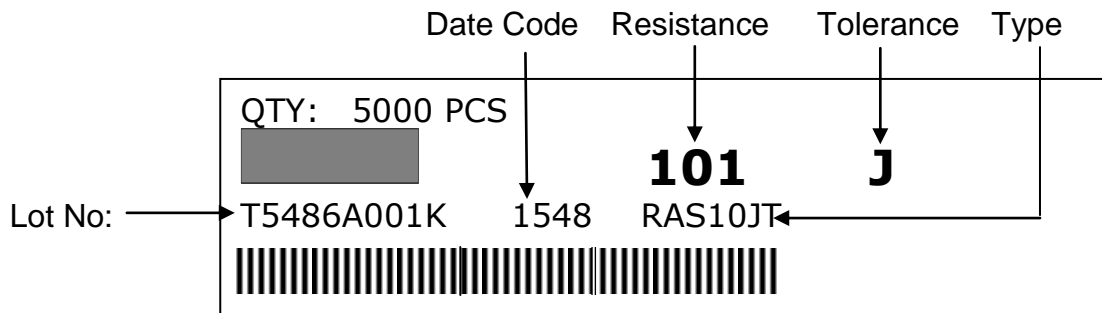 Date Code Resistance Tolerance Type
QTY: 5000 PCS
101 J
Lot No: T5486A001K 1548 RAS10JT